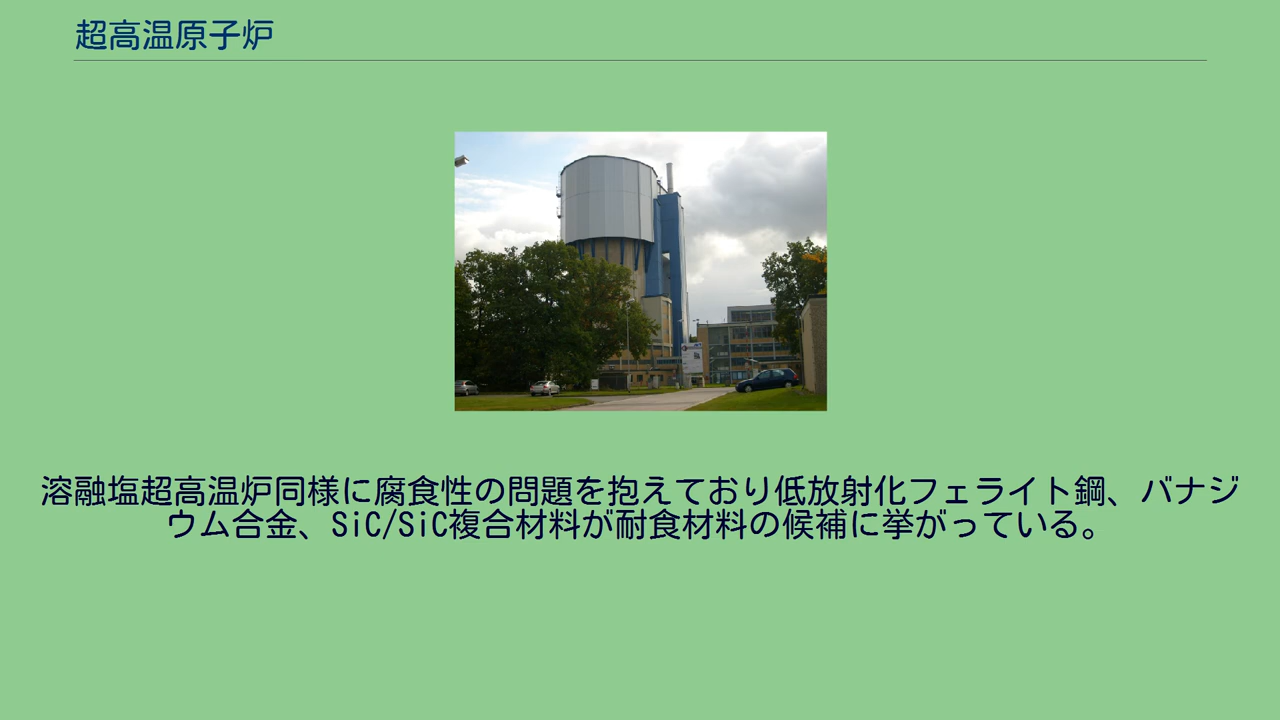 超高温原子炉
溶融塩超高温炉同様に腐食性の問題を抱えており低放射化フェライト鋼、バナジ
ウム合金、SiC/SiC複合材料が耐食材料の候補に挙がっている。